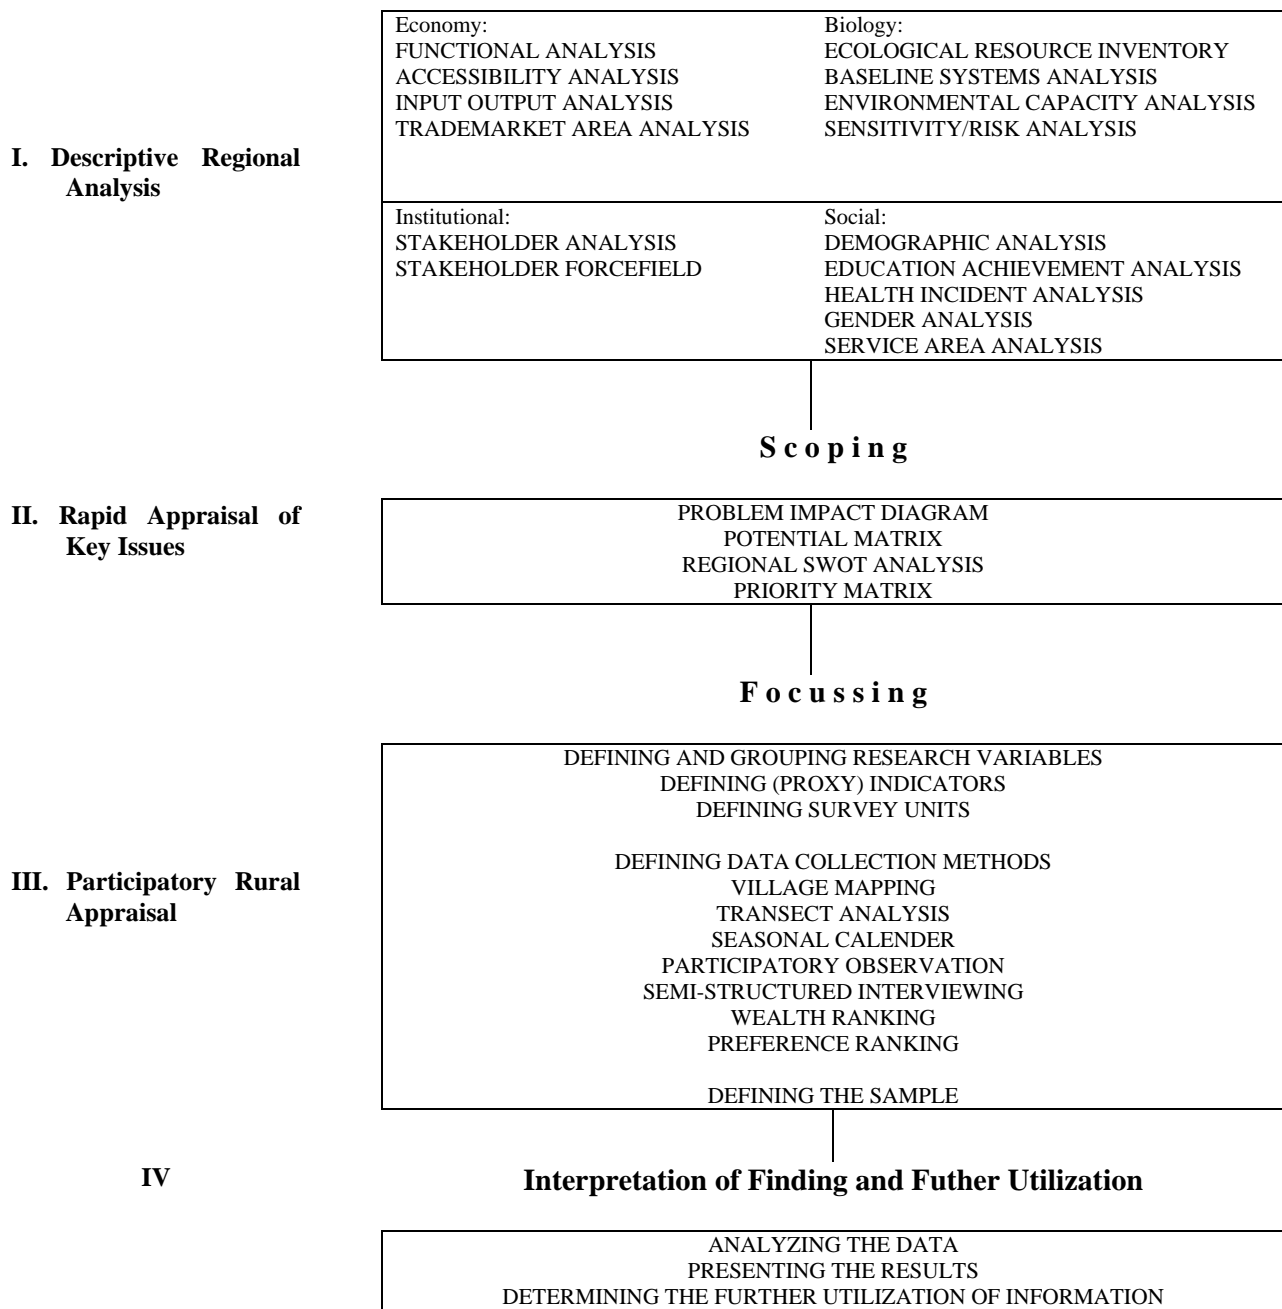 Economy:
FUNCTIONAL ANALYSIS
ACCESSIBILITY ANALYSIS
INPUT OUTPUT ANALYSIS
TRADEMARKET AREA ANALYSIS
Biology:
ECOLOGICAL RESOURCE INVENTORY
BASELINE SYSTEMS ANALYSIS
ENVIRONMENTAL CAPACITY ANALYSIS
SENSITIVITY/RISK ANALYSIS
I. Descriptive Regional
Analysis
Institutional:
STAKEHOLDER ANALYSIS
STAKEHOLDER FORCEFIELD
Social:
DEMOGRAPHIC ANALYSIS
EDUCATION ACHIEVEMENT ANALYSIS
HEALTH INCIDENT ANALYSIS
GENDER ANALYSIS
SERVICE AREA ANALYSIS
S c o p i n g
II. Rapid Appraisal of
Key Issues
PROBLEM IMPACT DIAGRAM
POTENTIAL MATRIX
REGIONAL SWOT ANALYSIS
PRIORITY MATRIX
F o c u s s i n g
DEFINING AND GROUPING RESEARCH VARIABLES
DEFINING (PROXY) INDICATORS
DEFINING SURVEY UNITS
III. Participatory Rural
Appraisal
DEFINING DATA COLLECTION METHODS
VILLAGE MAPPING
TRANSECT ANALYSIS
SEASONAL CALENDER
PARTICIPATORY OBSERVATION
SEMI-STRUCTURED INTERVIEWING
WEALTH RANKING
PREFERENCE RANKING
DEFINING THE SAMPLE
IV
Interpretation of Finding and Futher Utilization
ANALYZING THE DATA
PRESENTING THE RESULTS
DETERMINING THE FURTHER UTILIZATION OF INFORMATION